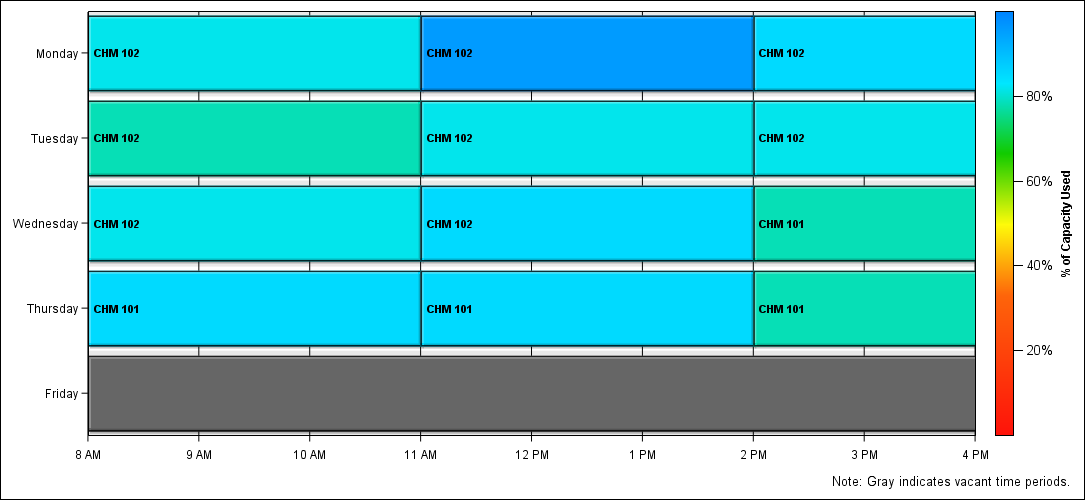 Monday
CHM 102
CHM 102
CHM 102
Tuesday
CHM 102
CHM 102
CHM 102
Wednesday
CHM 102
CHM 102
CHM 101
Thursday
CHM 101
CHM 101
CHM 101
Friday
8 AM
9 AM
10 AM
11 AM
12 PM
1 PM
2 PM
3 PM
4 PM
80%
60%
40%
20%
% of Capacity Used
Note: Gray indicates vacant time periods.